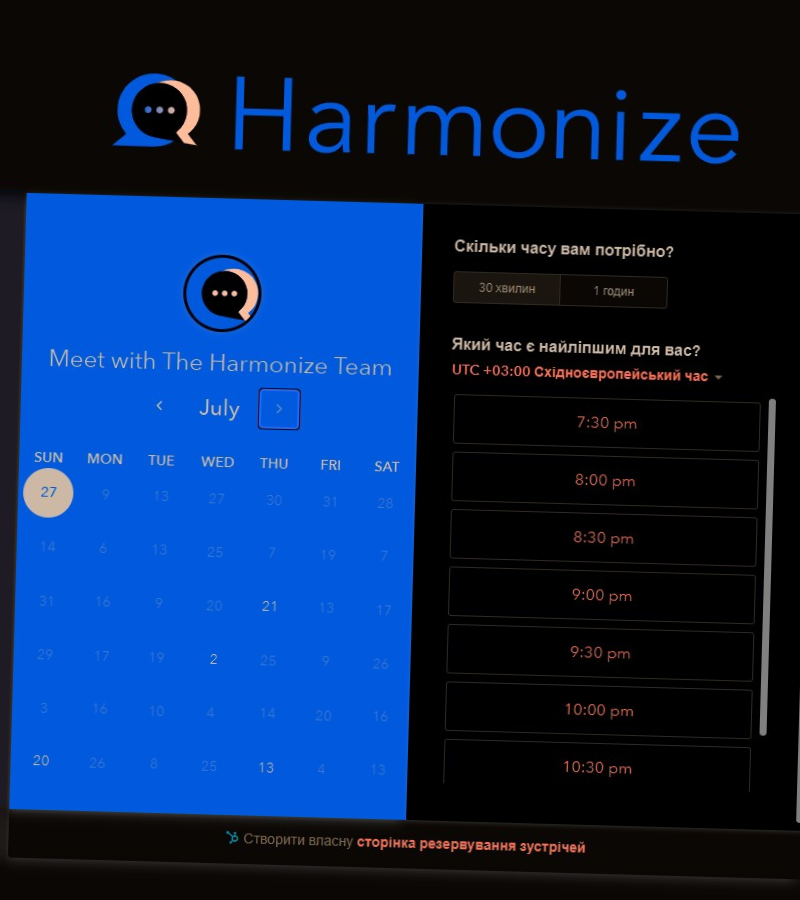 Harmonize
Meet with The Harmonize Team
July
SUN MON TUE WED THU FRI SAT
27 9 13 27 30 31 28
14 6 13 25 7 19 7
31 16 9 20 21 13 17
29 17 19 2 25 9 26
3 16 10 4 14 20 16
20 26 8 25 13 4 13
Скільки часу вам потрібно?
30 хвилин 1 годин
Який час є найліпшим для вас?
UTC +03:00 Східноєвропейський час
7:30 pm
8:00 pm
8:30 pm
9:00 pm
9:30 pm
10:00 pm
10:30 pm
Створити власну сторінка резервування зустрічей